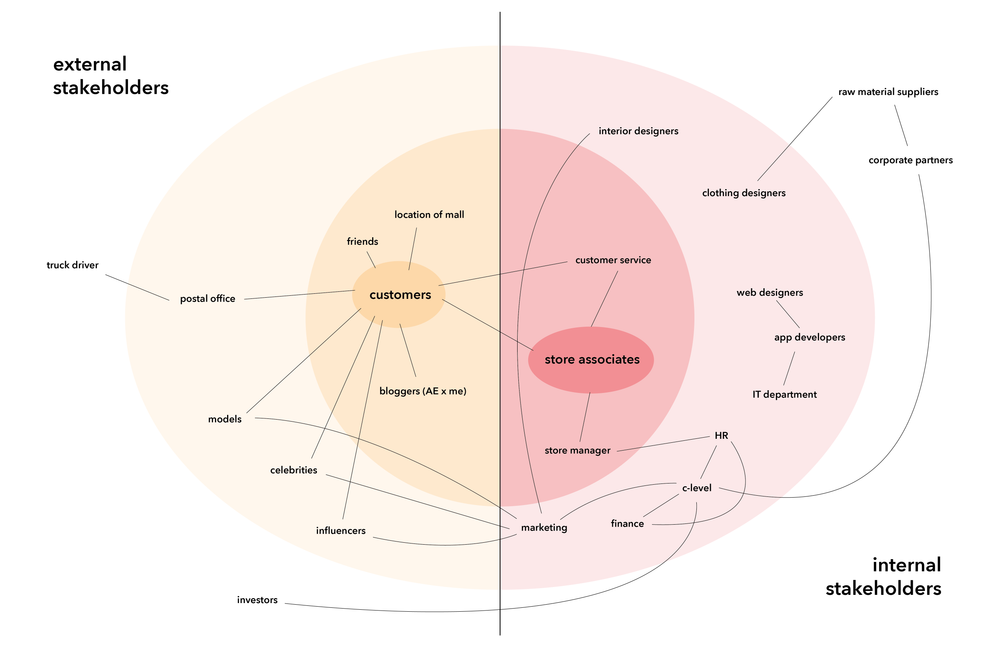 external
stakeholders
raw material suppliers
interior designers
corporate partners
clothing designers
location of mall
friends
customer service
truck driver
postal office
customers
web designers
app developers
store associates
bloggers (AE x me)
IT department
models
HR
store manager
celebrities
c-level
influencers
marketing
finance
internal
stakeholders
investors